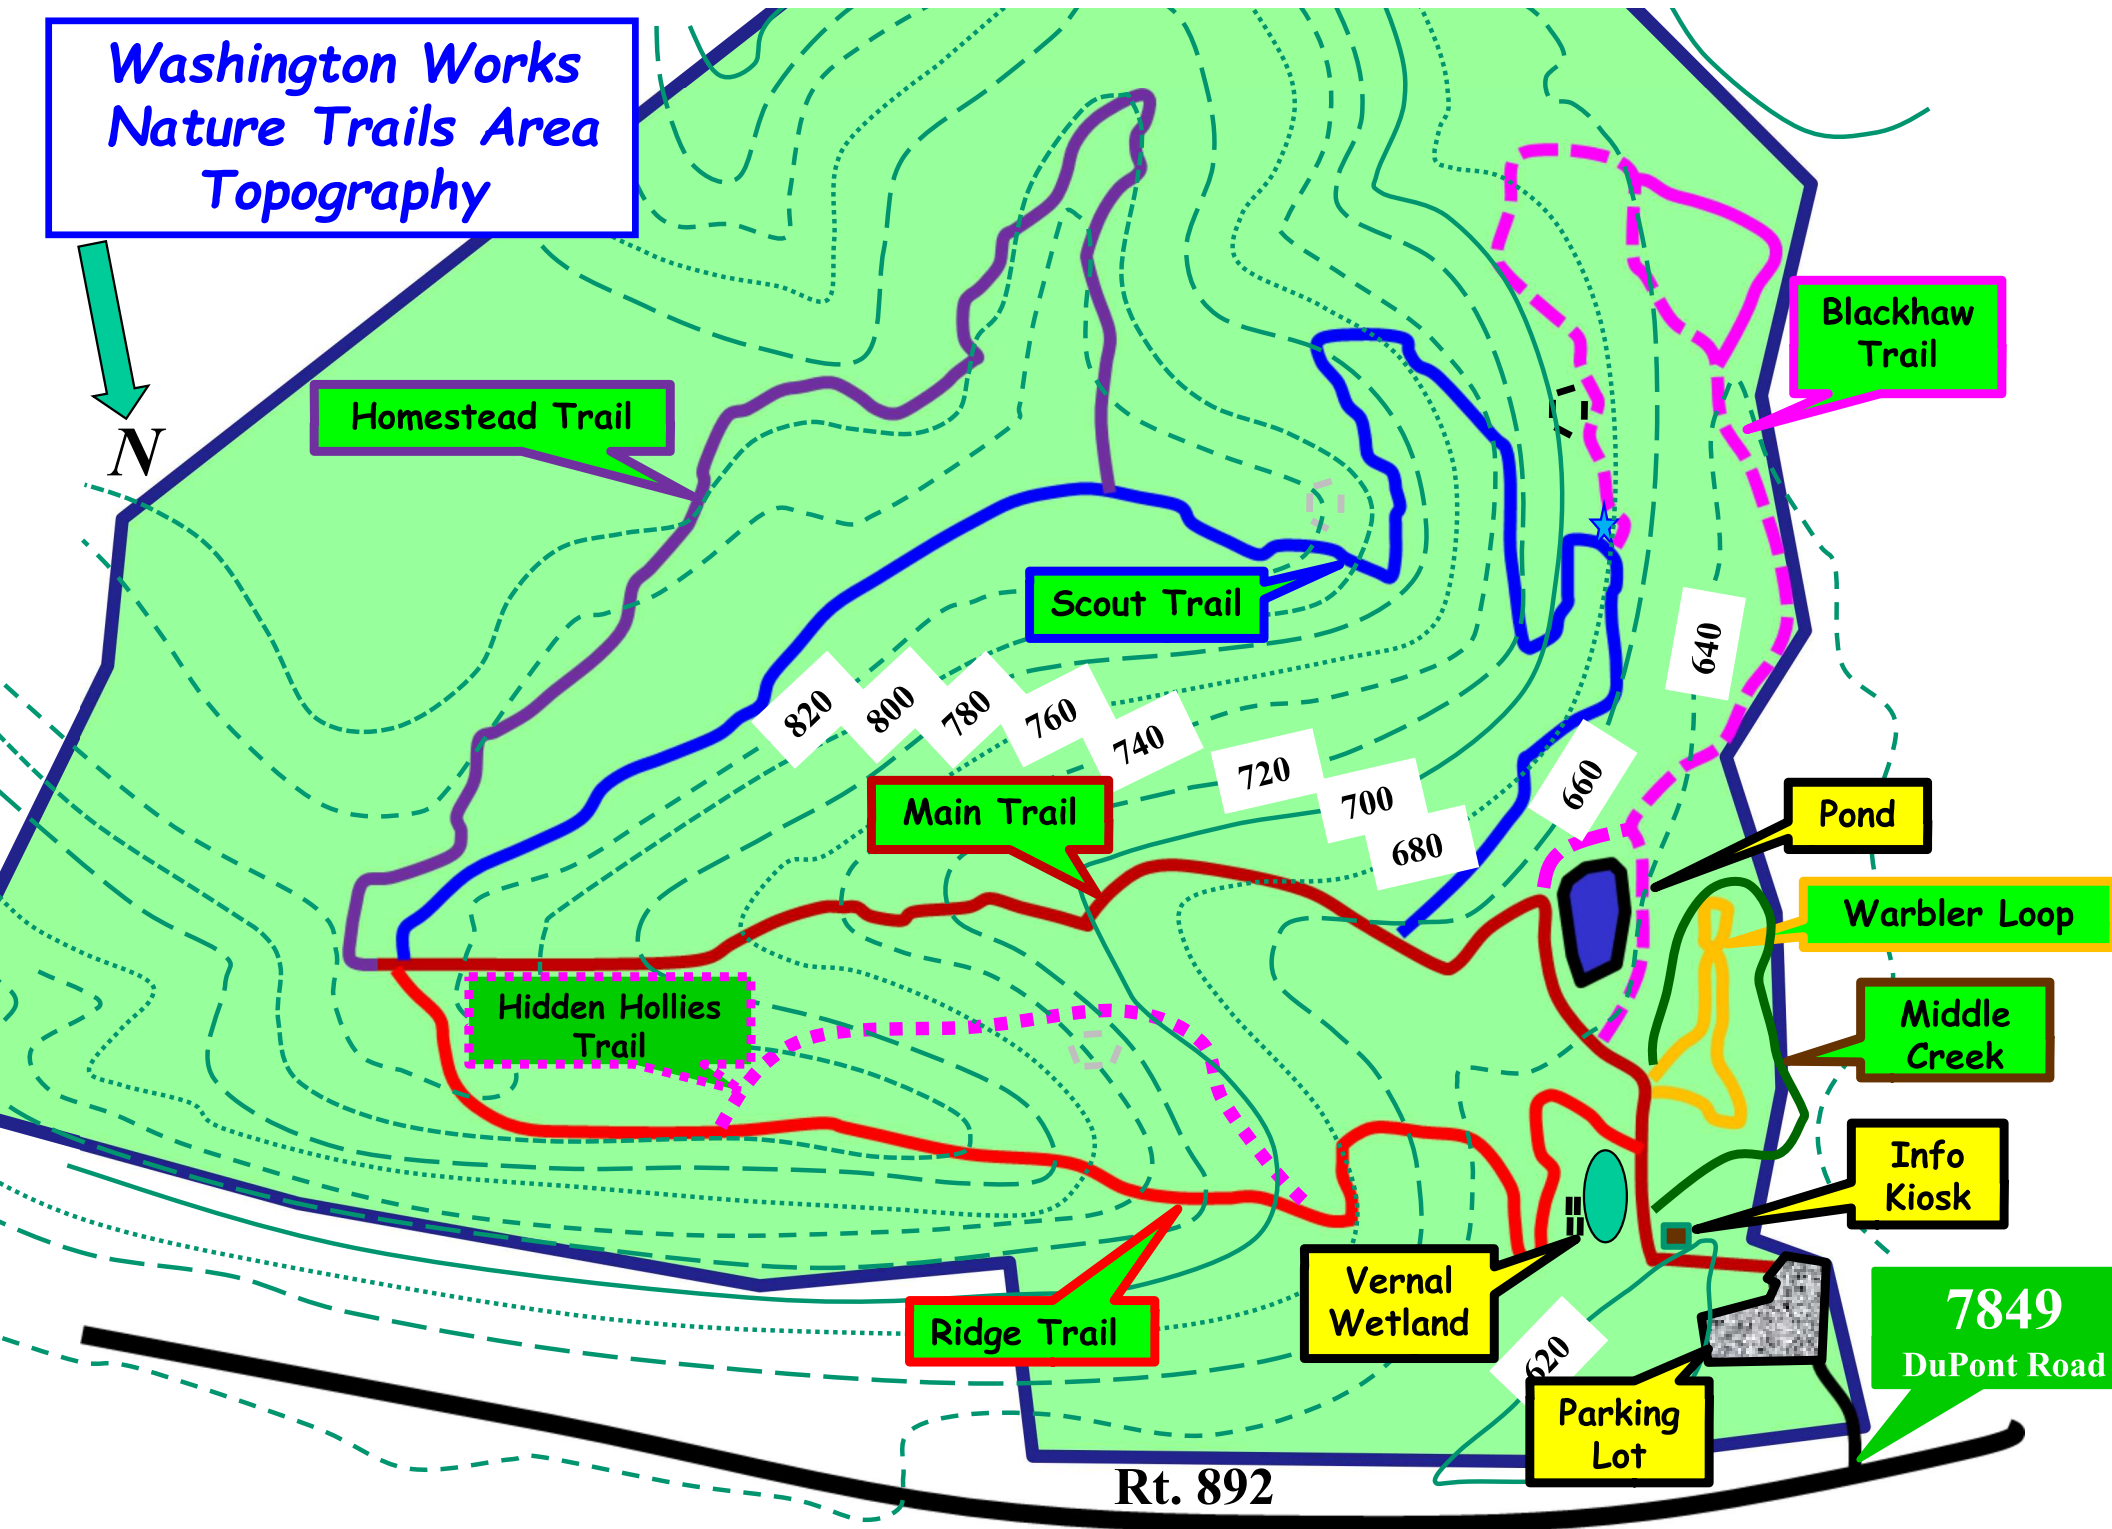 Washington Works
Nature Trails Area
Topography
N
Homestead Trail
Blackhaw
Trail
Scout Trail
820
800
780
760
740
720
700
680
660
640
Main Trail
Pond
Warbler Loop
Hidden Hollies
Trail
Middle
Creek
Info
Kiosk
Vernal
Wetland
Ridge Trail
620
Parking
Lot
7849
DuPont Road
Rt. 892